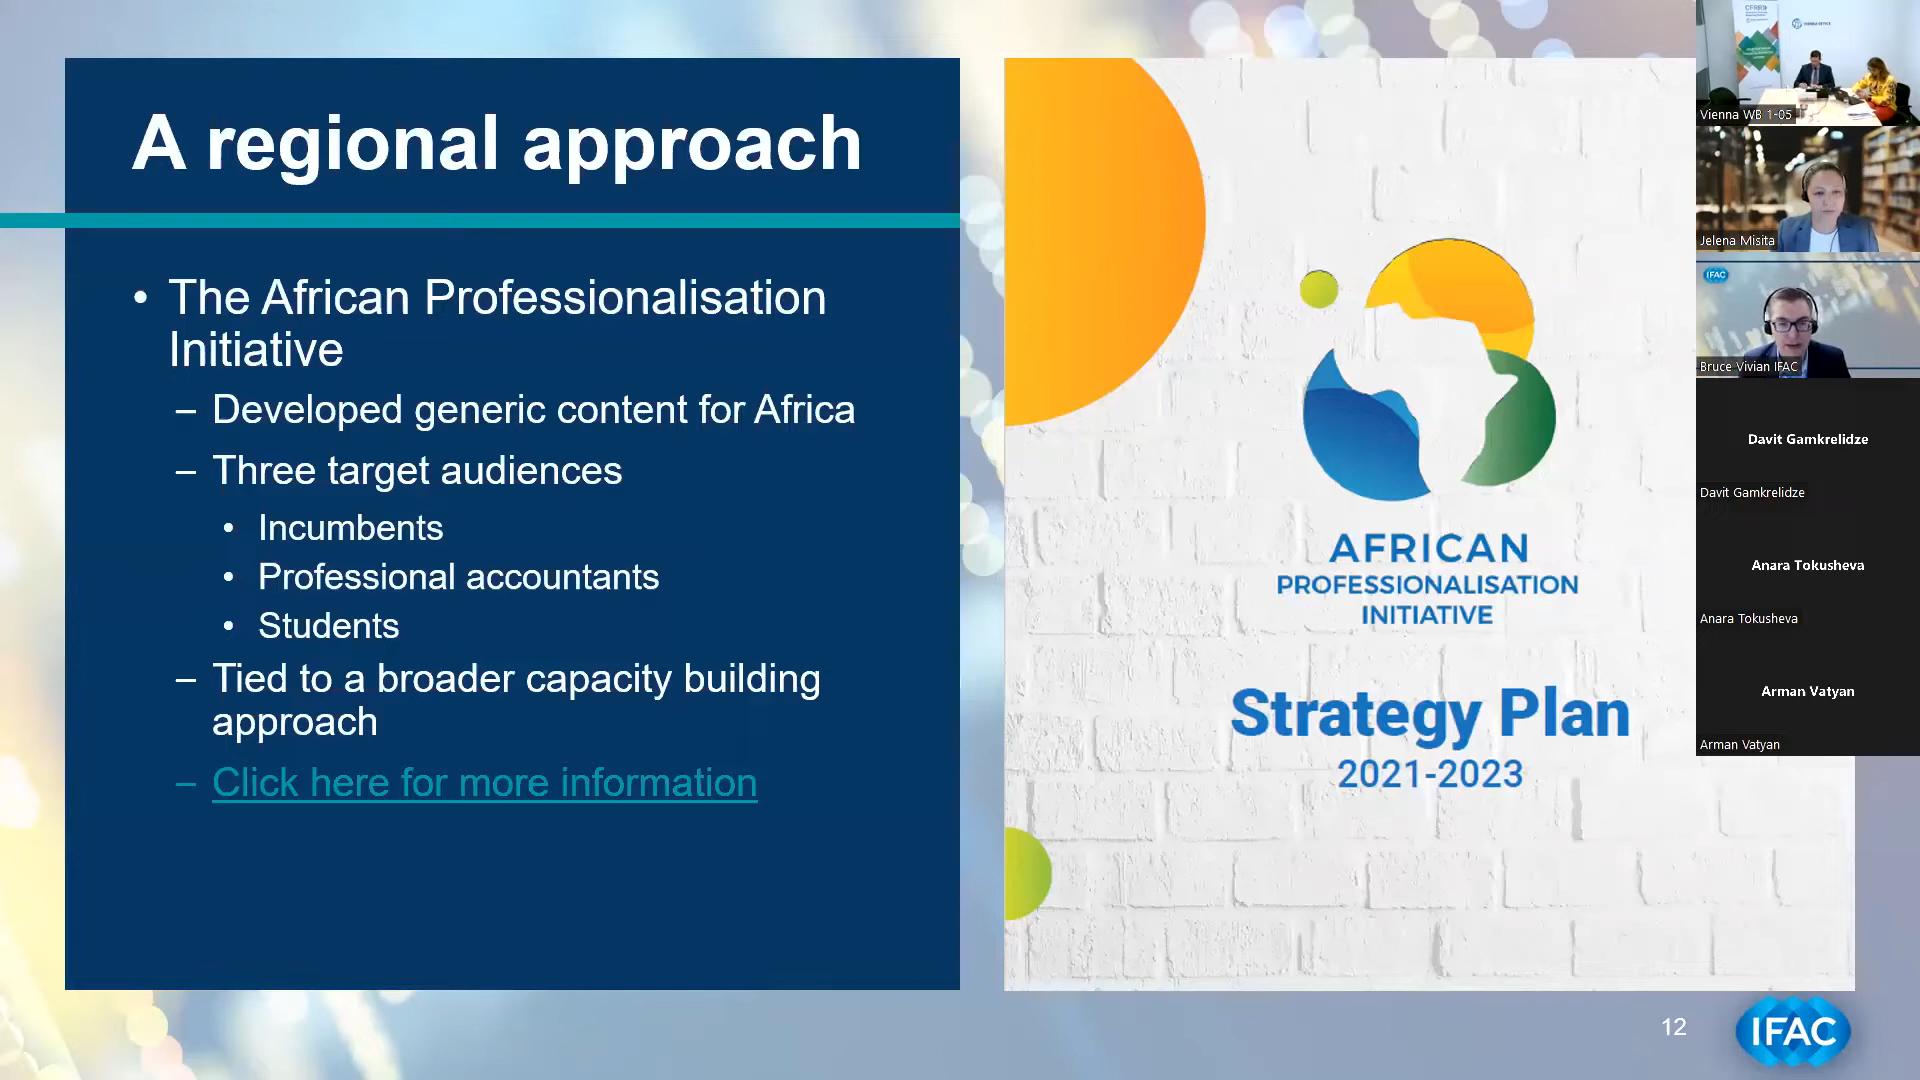 A regional approach
• The African Professionalisation
Initiative
– Developed generic content for Africa
– Three target audiences
• Incumbents
• Professional accountants
• Students
– Tied to a broader capacity building
approach
– Click here for more information
AFRICAN
PROFESSIONALISATION
INITIATIVE
Strategy Plan
2021-2023
12
IFAC
CFRR
Vienna WB 1-05
Jelena Misita
IFAC
Bruce Vivian IFAC
Davit Gamkrelidze
Davit Gamkrelidze
Anara Tokusheva
Anara Tokusheva
Arman Vatyan
Arman Vatyan